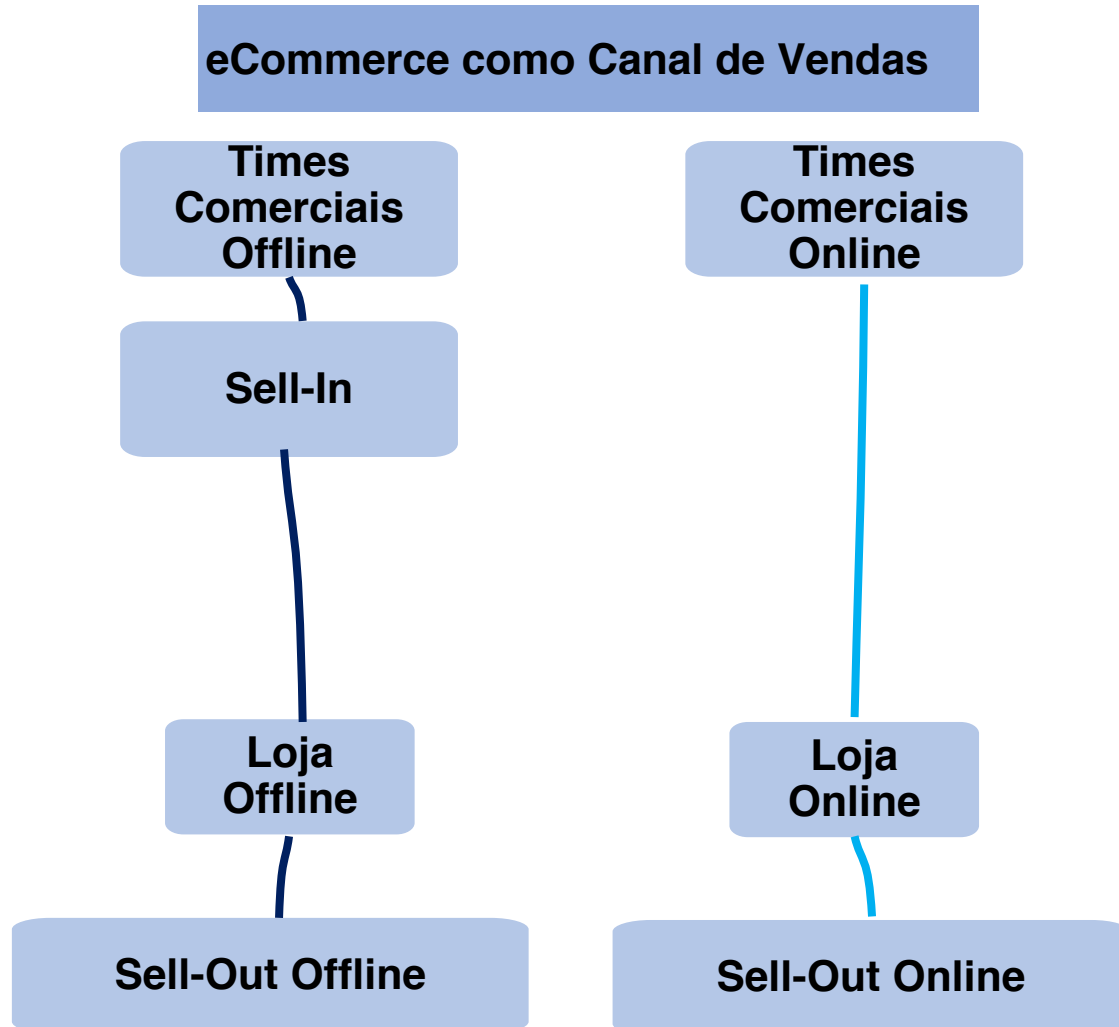 eCommerce como Canal de Vendas
Times
Comerciais
Offline
Times
Comerciais
Online
Sell-In
Loja
Offline
Loja
Online
Sell-Out Offline
Sell-Out Online